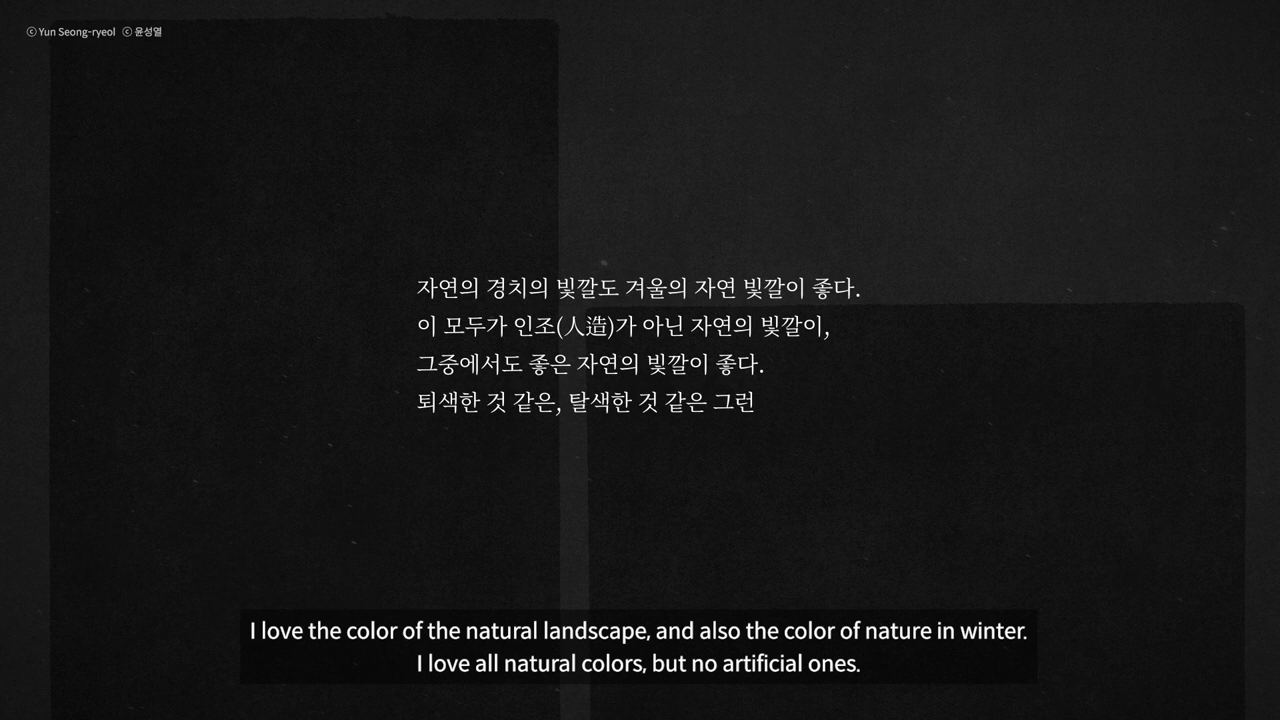 ⓒ Yun Seong-ryeol ⓒ 윤성열
자연의 경치의 빛깔도 겨울의 자연 빛깔이 좋다.
이 모두가 인조(人造)가 아닌 자연의 빛깔이,
그중에서도 좋은 자연의 빛깔이 좋다.
퇴색한 것 같은, 탈색한 것 같은 그런
I love the color of the natural landscape, and also the color of nature in winter.
I love all natural colors, but no artificial ones.